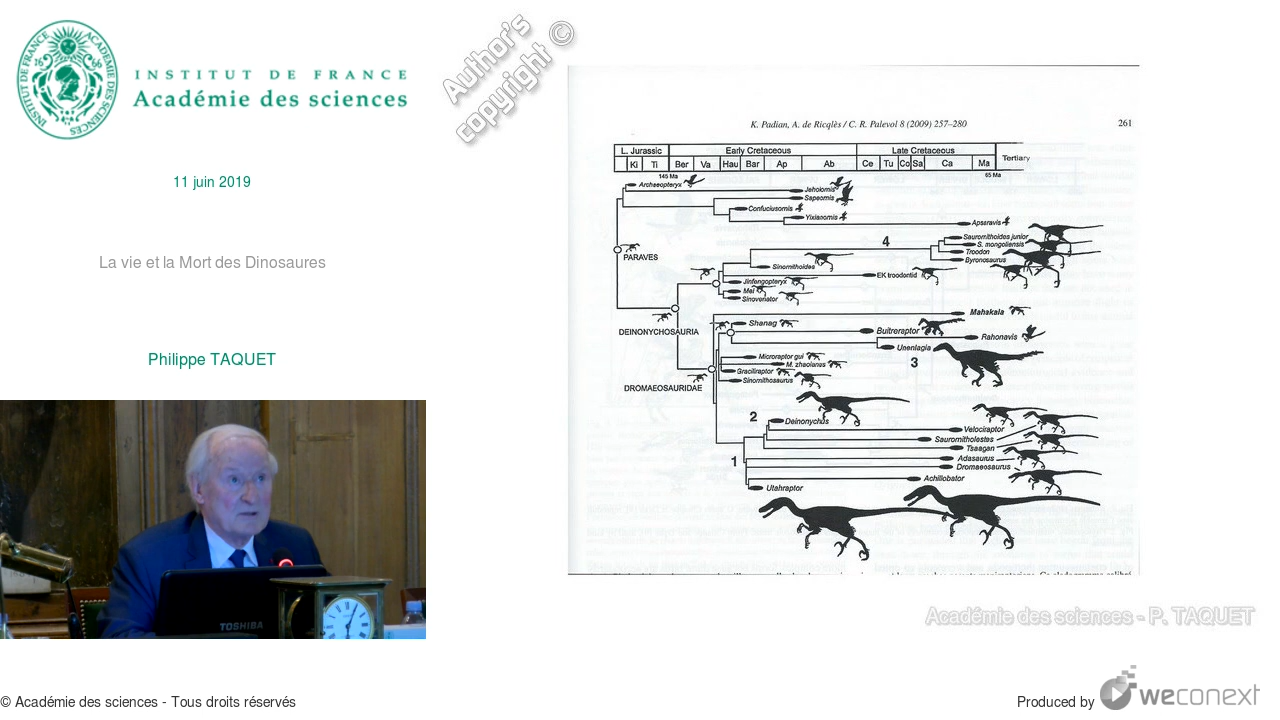 INSTITUT DE FRANCE
Académie des sciences
11 juin 2019
La vie et la Mort des Dinosaures
Philippe TAQUET
TOSHIBA
Author's copyright ©
K. Padian, A. de Ricqlès / C. R. Palevol 8 (2009) 257–280
261
L. Jurassic Early Cretaceous Late Cretaceous Tertiary
Ki Ti Ber Va Hau Bar Ap Ab Ce Tu Co Sa Ca Ma
145 Ma 65 Ma
Archaeopteryx
Jeholornis
Sapeornis
Confuciusornis
Yixianornis
Apsaravis
4
Sauromithoides junior
S. mongoliensis
Troodon
Byronosaurus
PARAVES
Sinornithoides
EK troodontid
Jinfengopteryx
Mei
Sinovenator
DEINONYCHOSAURIA
Mahakala
Shanag
Buitreraptor
Rahonavis
Unenlagia
3
Microraptor gui
M. zhaoianus
Graciliraptor
Sinornithosaurus
DROMAEOSAURIDAE
2
Deinonychus
Velociraptor
Saurornitholestes
Tsaagan
1
Adasaurus
Dromaeosaurus
Achillobator
Utahraptor
Académie des sciences - P. TAQUET
© Académie des sciences - Tous droits réservés
Produced by weconext